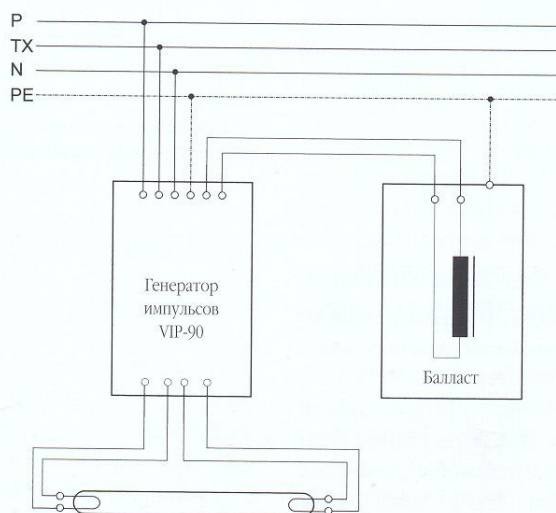 P
TX
N
PE
Генератор
импульсов
VIP-90
Балласт